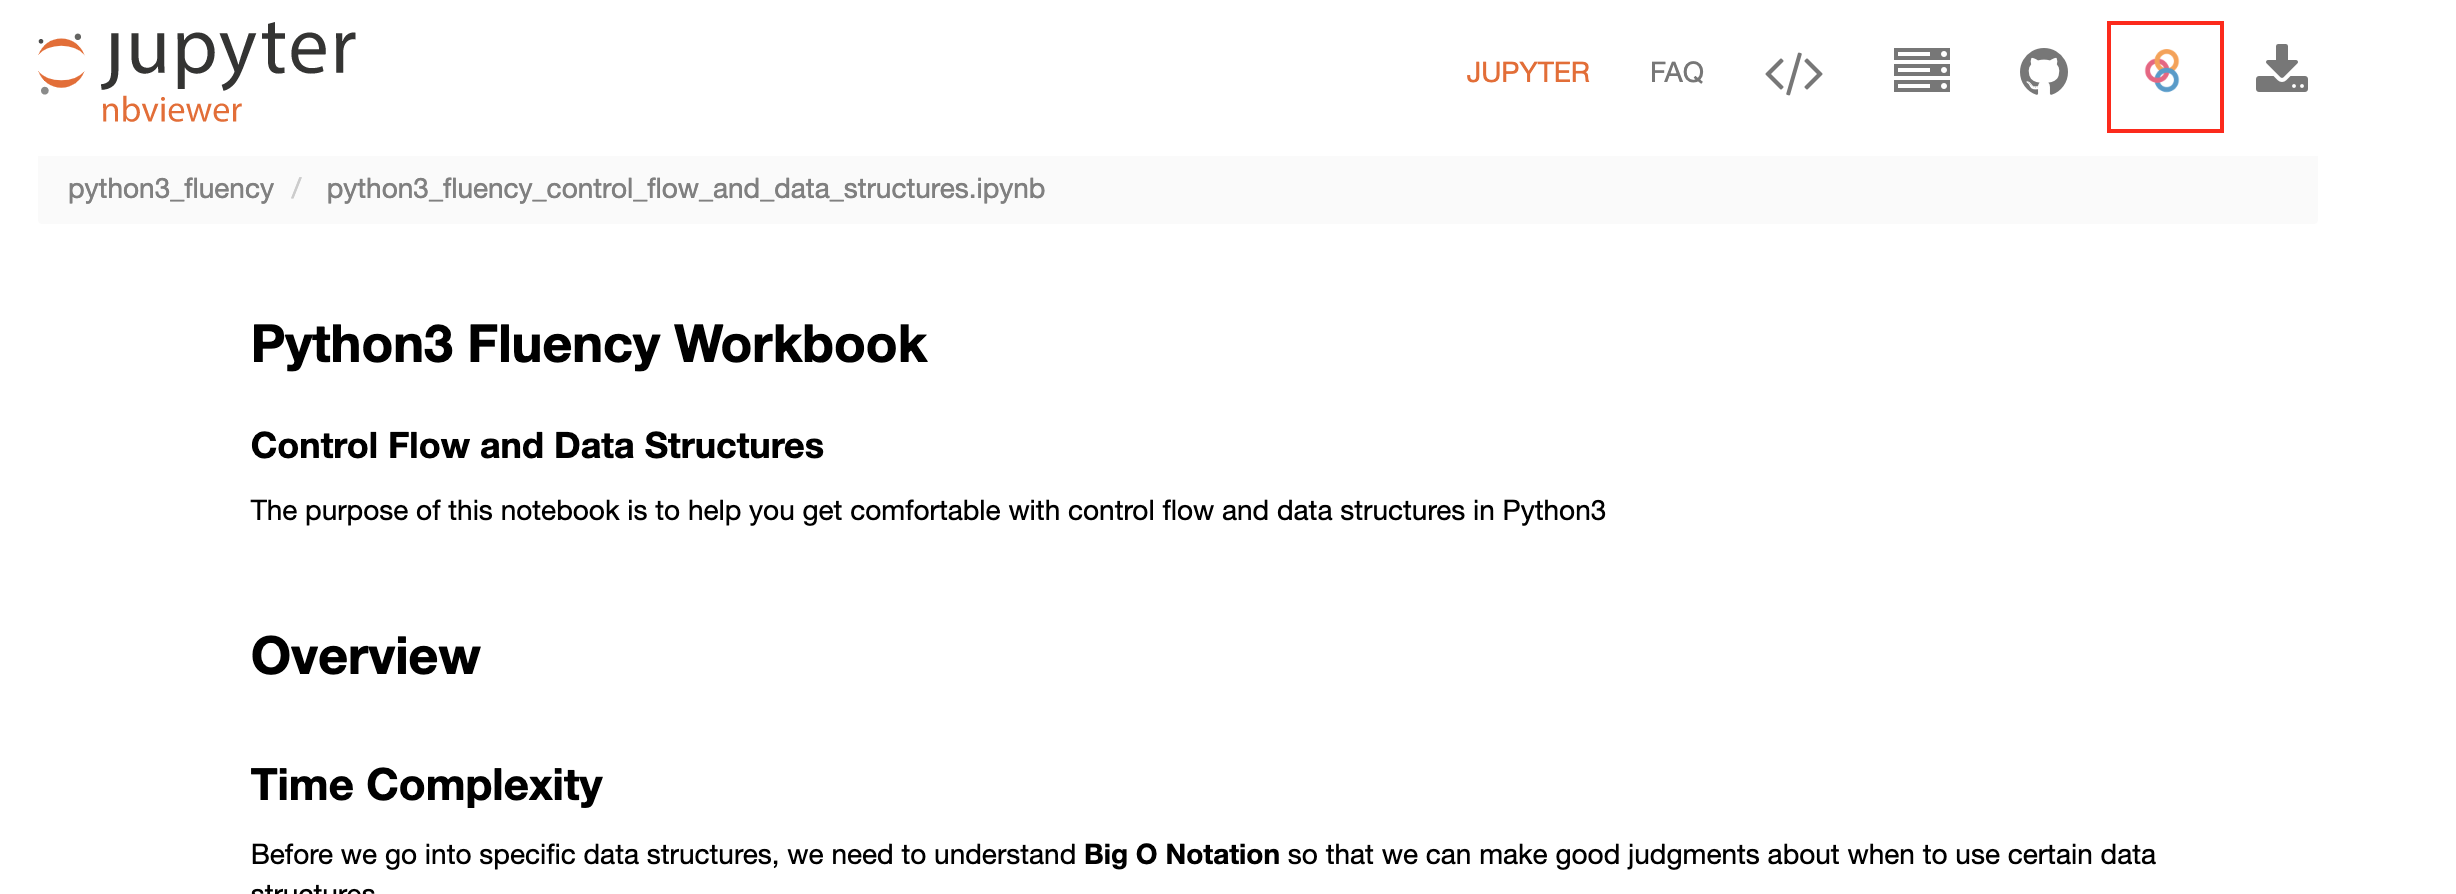 jupyter
nbviewer
JUPYTER FAQ </>
python3_fluency / python3_fluency_control_flow_and_data_structures.ipynb
Python3 Fluency Workbook
Control Flow and Data Structures
The purpose of this notebook is to help you get comfortable with control flow and data structures in Python3
Overview
Time Complexity
Before we go into specific data structures, we need to understand Big O Notation so that we can make good judgments about when to use certain data
structures